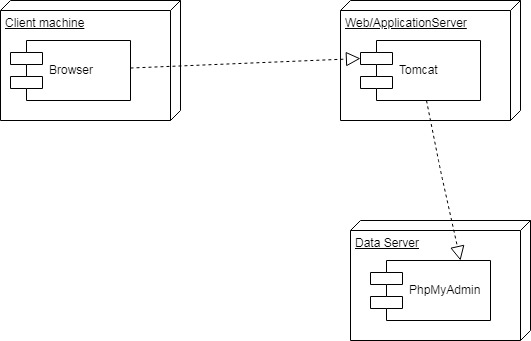 Client machine
Browser
Web/ApplicationServer
Tomcat
Data Server
PhpMyAdmin